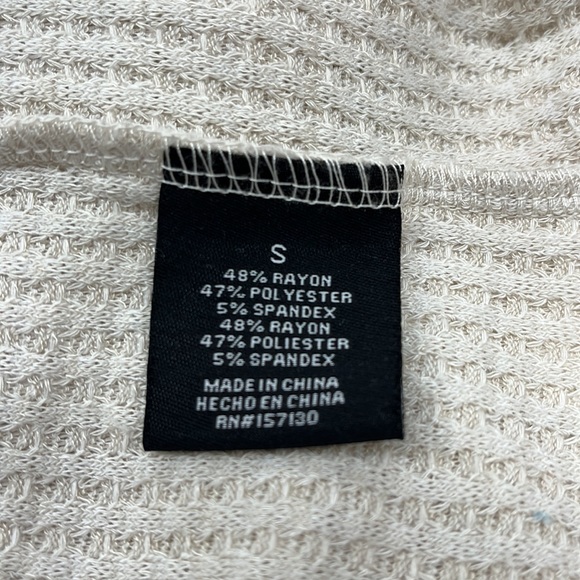 S
48% RAYON
47% POLYESTER
5% SPANDEX
48% RAYON
47% POLIESTER
5% SPANDEX
MADE IN CHINA
HECHO EN CHINA
RN#157130